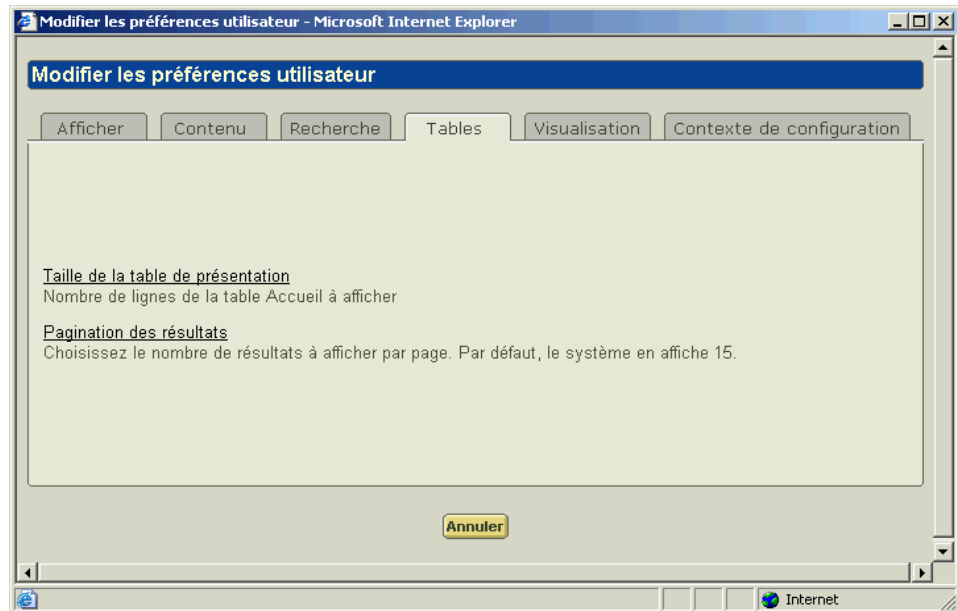 Modifier les préférences utilisateur - Microsoft Internet Explorer
Modifier les préférences utilisateur
Afficher Contenu Recherche Tables Visualisation Contexte de configuration
Taille de la table de présentation
Nombre de lignes de la table Accueil à afficher
Pagination des résultats
Choisissez le nombre de résultats à afficher par page. Par défaut, le système en affiche 15.
Annuler
Internet